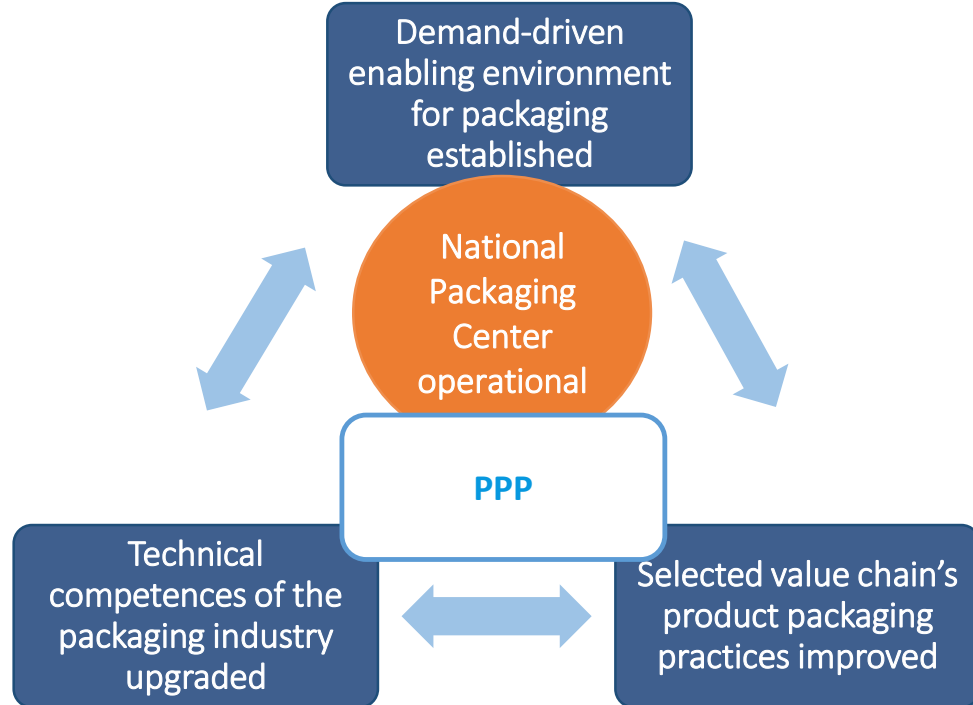 Demand-driven
enabling environment
for packaging
established
National
Packaging
Center
operational
PPP
Technical
competences of the
packaging industry
upgraded
Selected value chain’s
product packaging
practices improved